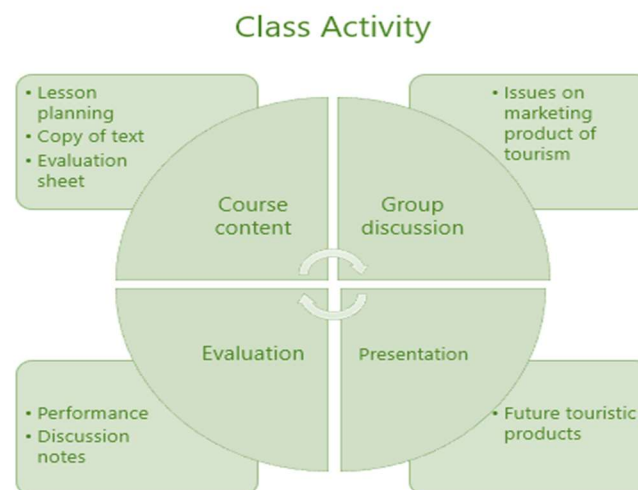 Class Activity
• Lesson
planning
• Copy of text
• Evaluation
sheet
• Issues on
marketing
product of
tourism
Course
content
Group
discussion
Evaluation
Presentation
• Performance
• Discussion
notes
• Future touristic
products